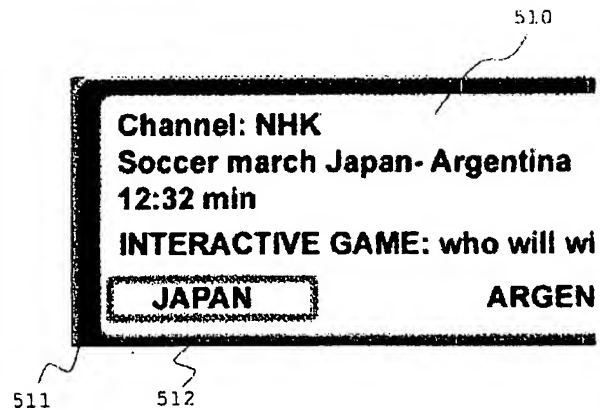 510
Channel: NHK
Soccer march Japan- Argentina
12:32 min
INTERACTIVE GAME: who will wi
JAPAN ARGEN
511 512